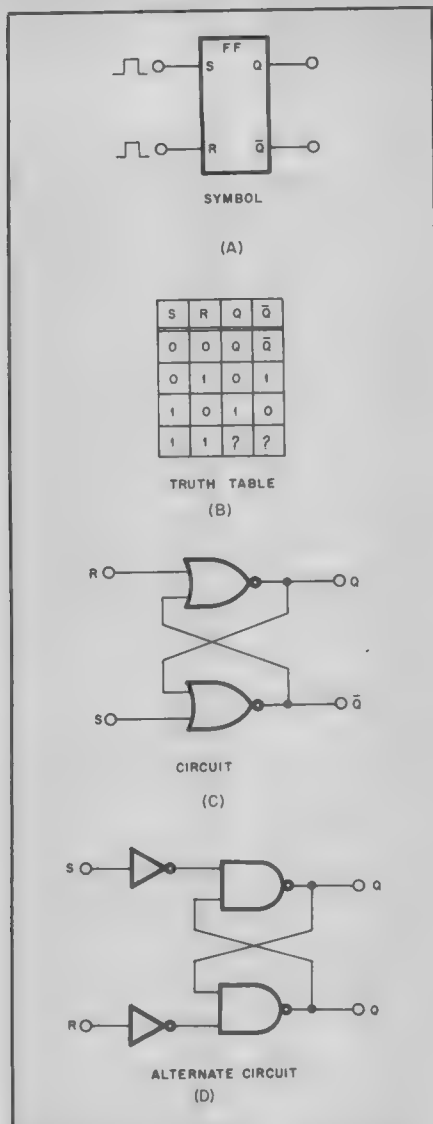 FF
S Q
R Q̅
SYMBOL
(A)
S R Q Q̅
0 0 Q Q̅
0 1 0 1
1 0 1 0
1 1 ? ?
TRUTH TABLE
(B)
R Q
S Q̅
CIRCUIT
(C)
S Q
R Q
ALTERNATE CIRCUIT
(D)